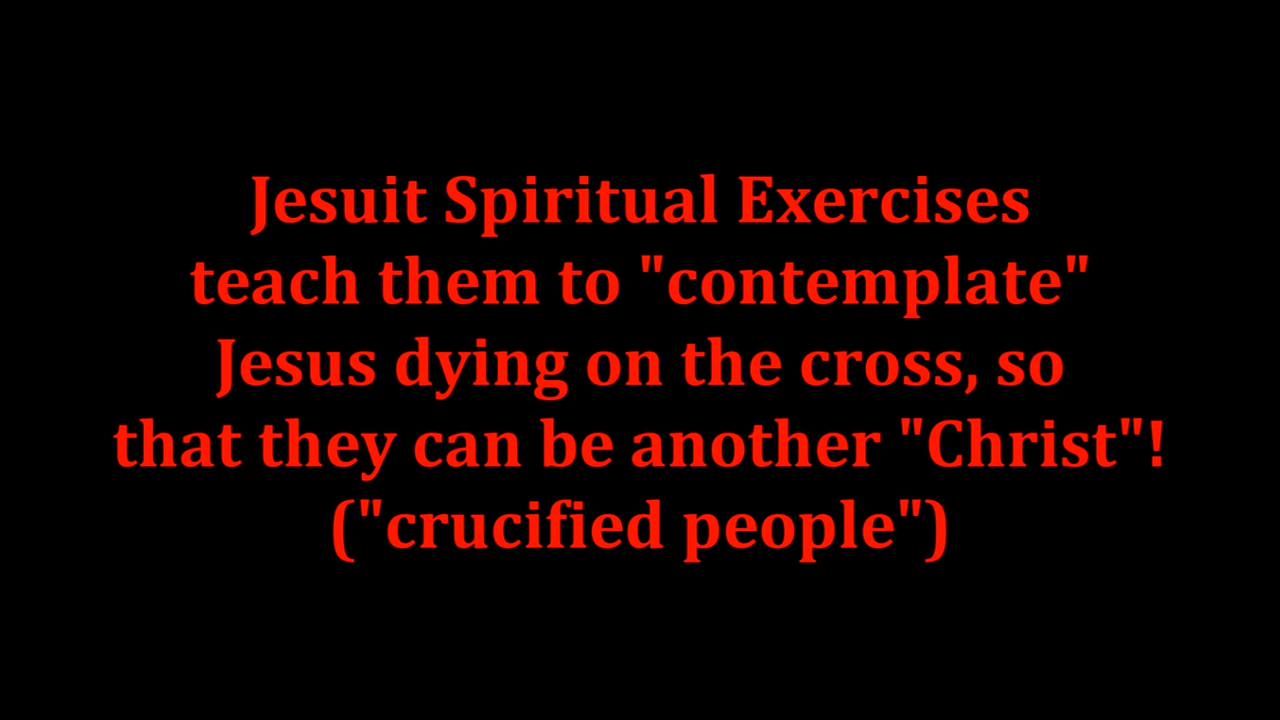 Jesuit Spiritual Exercises
teach them to "contemplate"
Jesus dying on the cross, so
that they can be another "Christ"!
("crucified people")